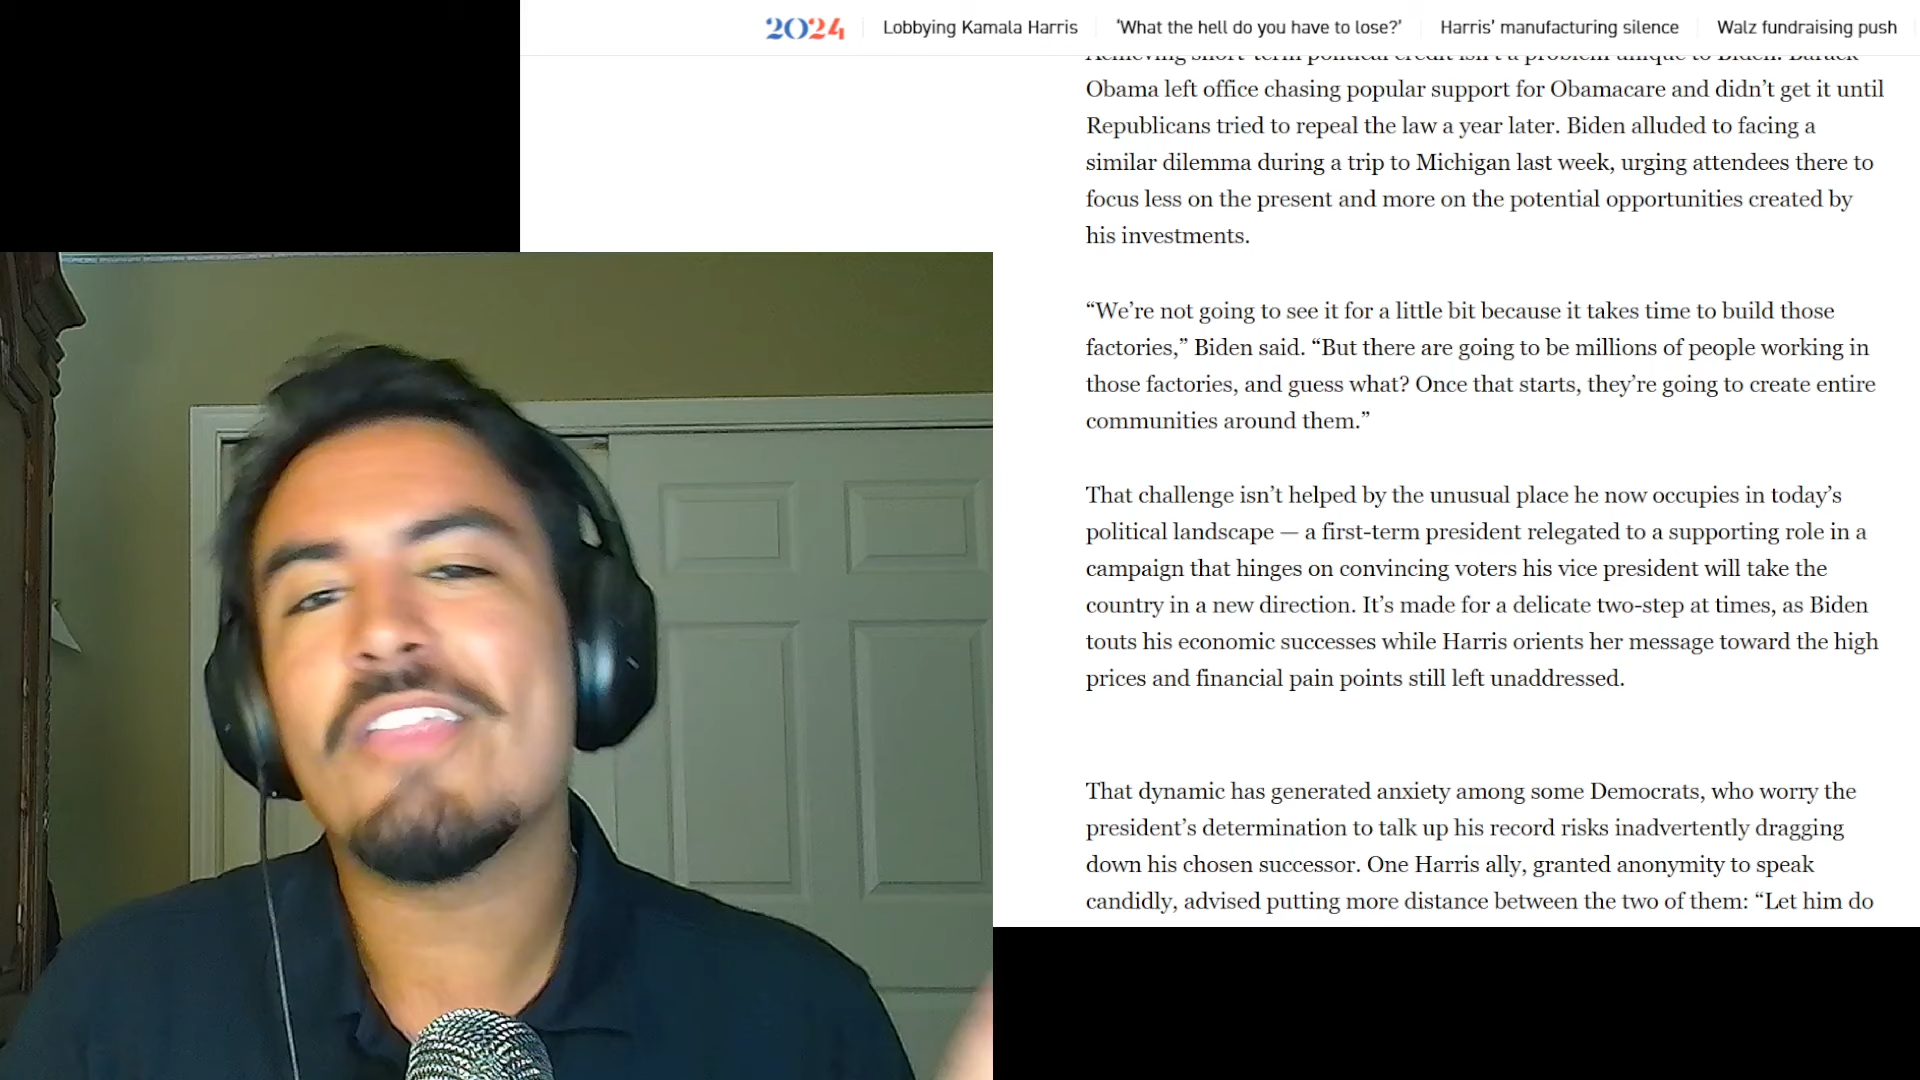 2024 Lobbying Kamala Harris ‘What the hell do you have to lose?’ Harris’ manufacturing silence Walz fundraising push
Achieving short-term political credit isn’t a problem unique to Biden. Barack
Obama left office chasing popular support for Obamacare and didn’t get it until
Republicans tried to repeal the law a year later. Biden alluded to facing a
similar dilemma during a trip to Michigan last week, urging attendees there to
focus less on the present and more on the potential opportunities created by
his investments.
“We’re not going to see it for a little bit because it takes time to build those
factories,” Biden said. “But there are going to be millions of people working in
those factories, and guess what? Once that starts, they’re going to create entire
communities around them.”
That challenge isn’t helped by the unusual place he now occupies in today’s
political landscape — a first-term president relegated to a supporting role in a
campaign that hinges on convincing voters his vice president will take the
country in a new direction. It’s made for a delicate two-step at times, as Biden
touts his economic successes while Harris orients her message toward the high
prices and financial pain points still left unaddressed.
That dynamic has generated anxiety among some Democrats, who worry the
president’s determination to talk up his record risks inadvertently dragging
down his chosen successor. One Harris ally, granted anonymity to speak
candidly, advised putting more distance between the two of them: “Let him do